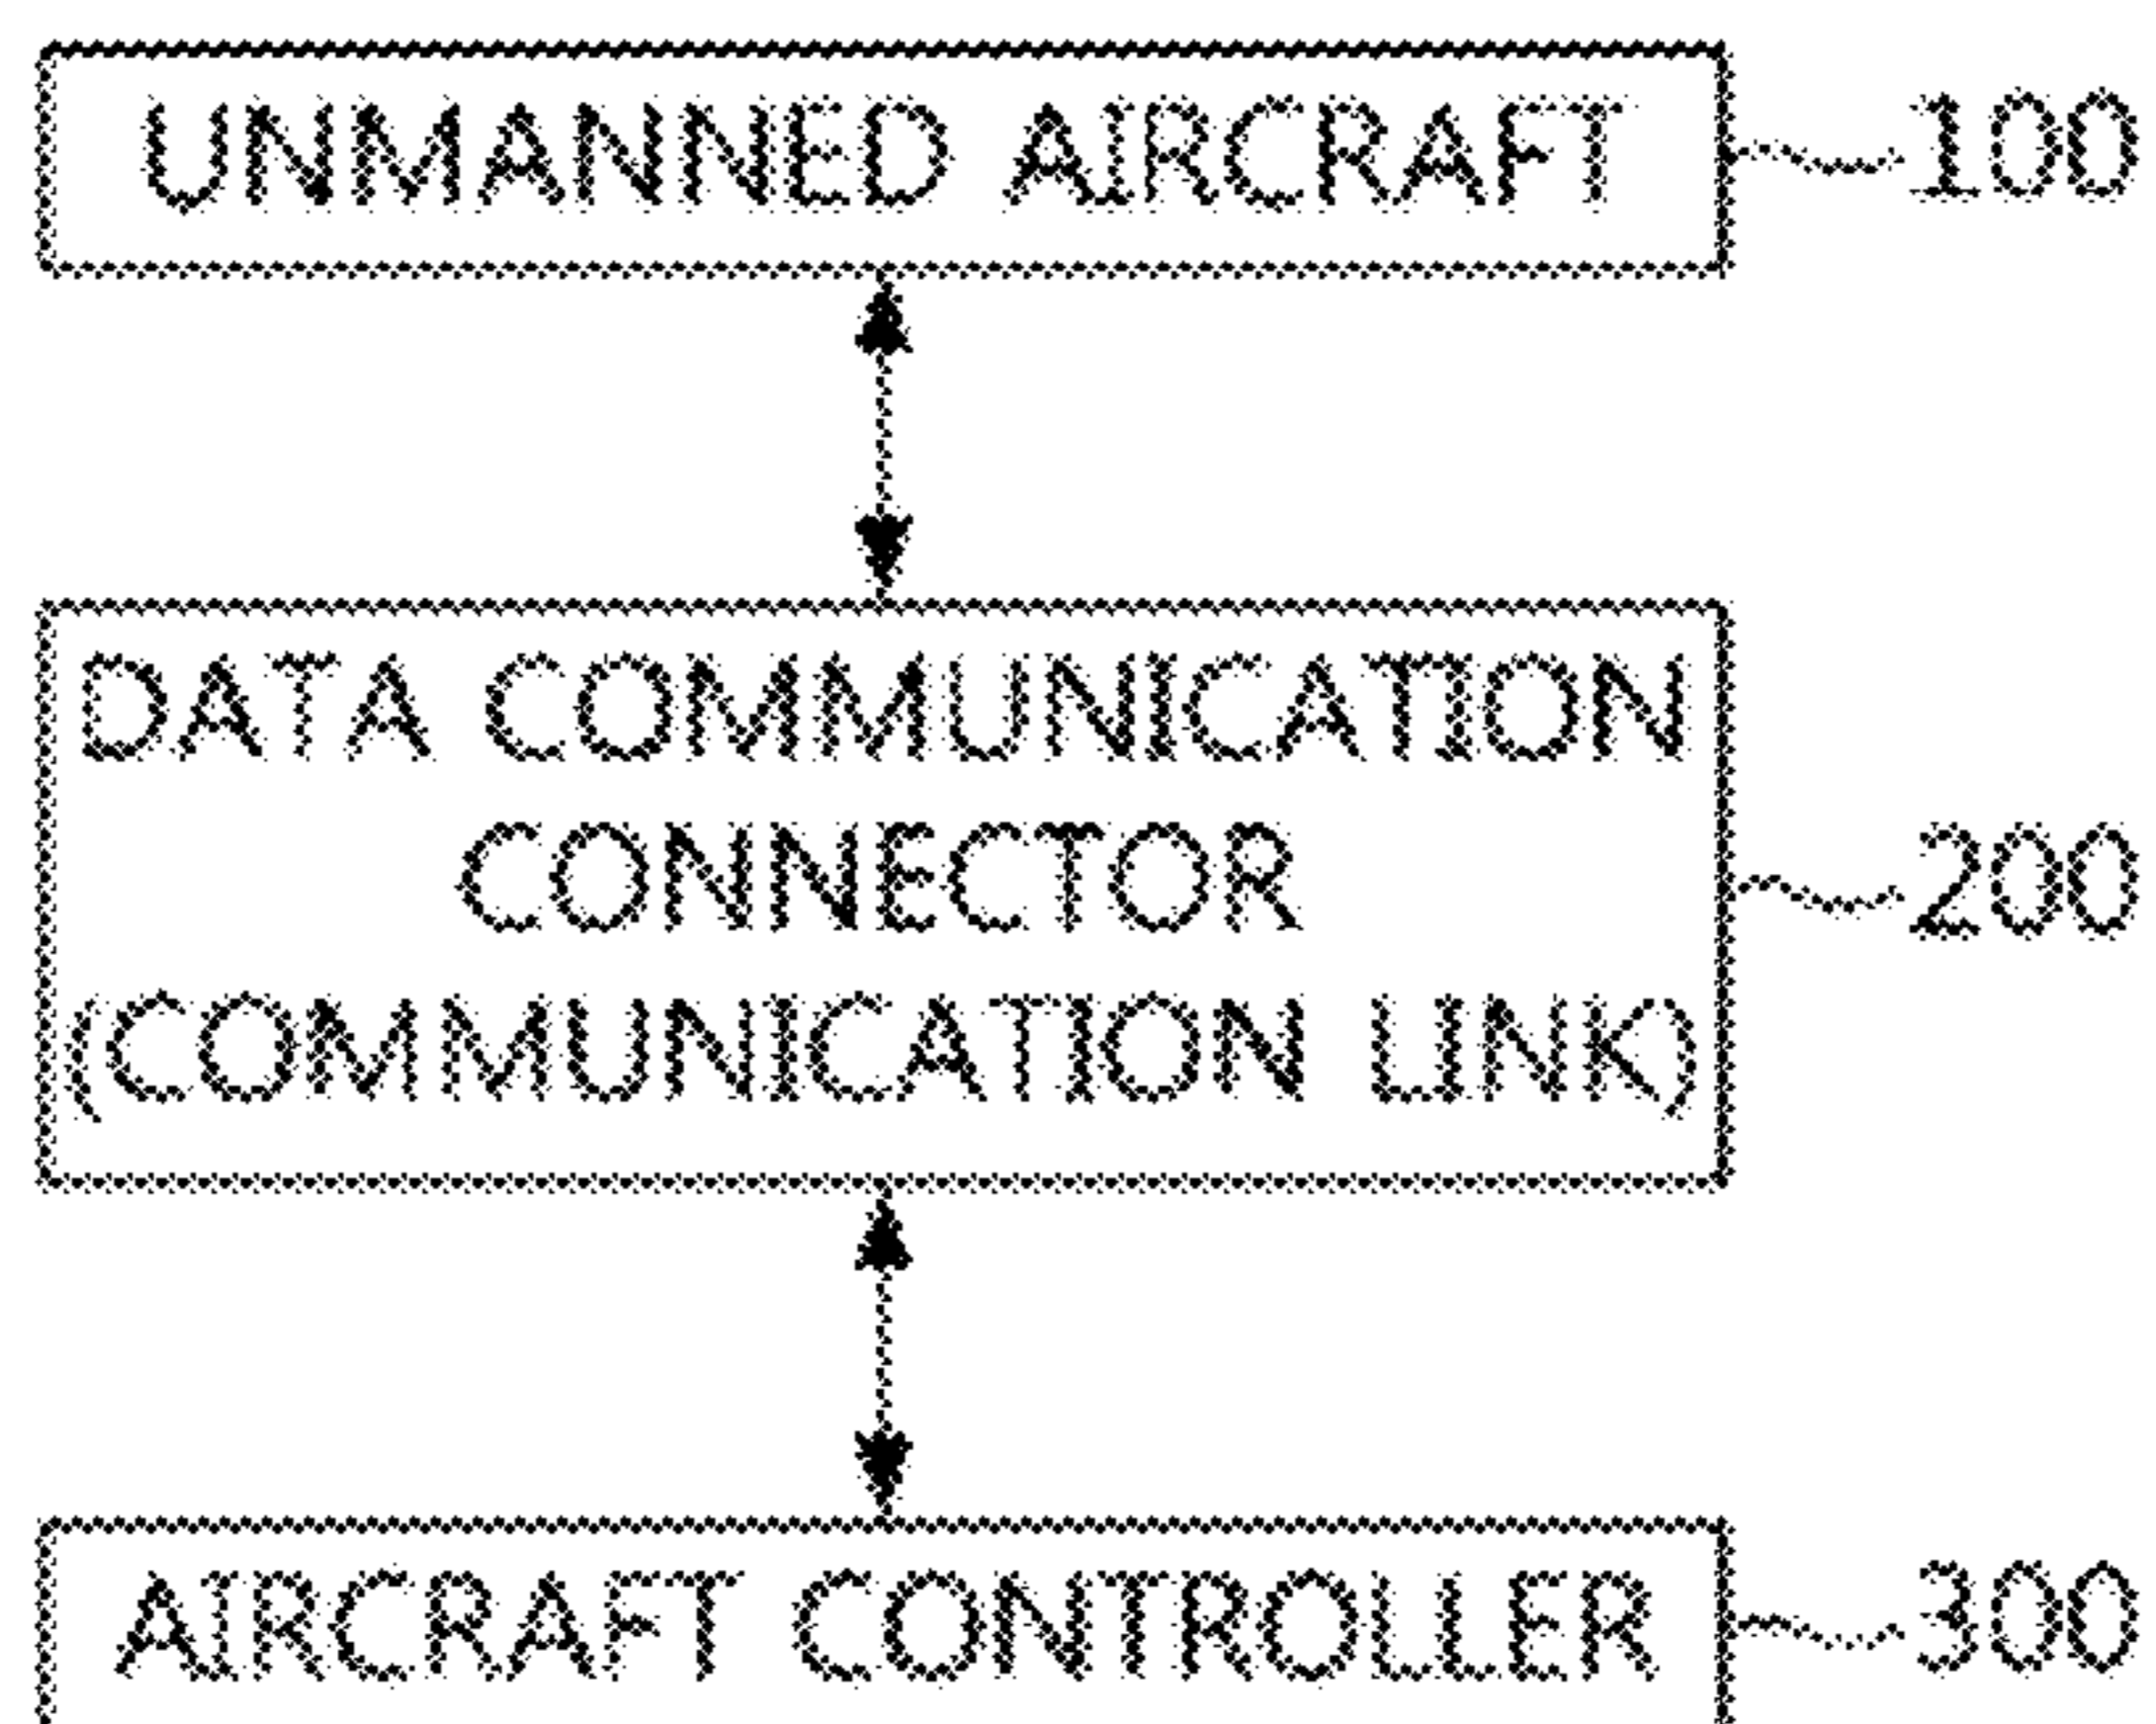 UNMANNED AIRCRAFT 100
DATA COMMUNICATION
CONNECTOR 200
(COMMUNICATION LINK)
AIRCRAFT CONTROLLER 300